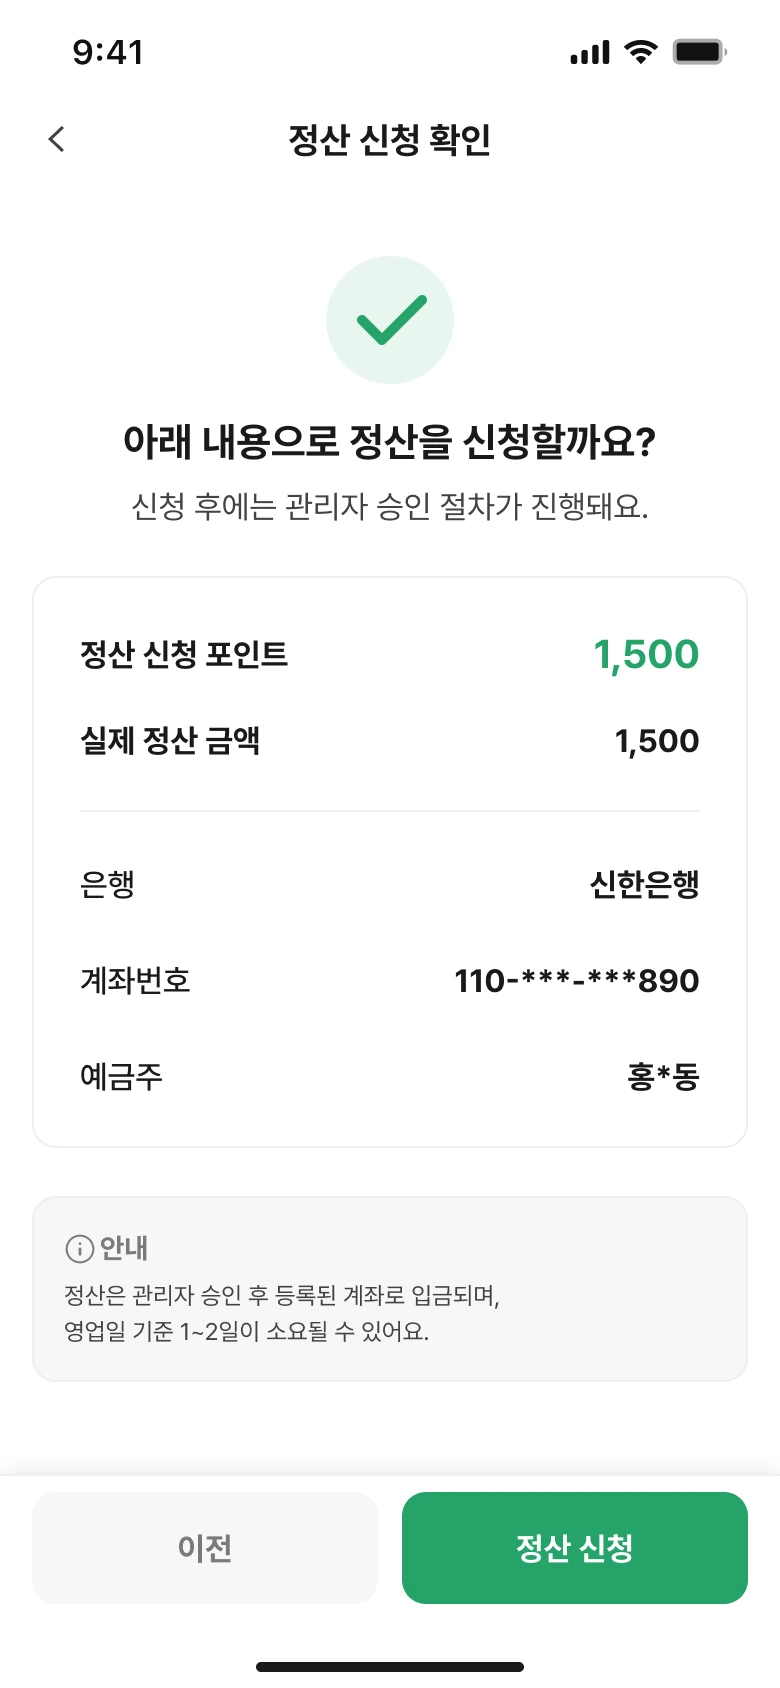 9:41
정산 신청 확인
아래 내용으로 정산을 신청할까요?
신청 후에는 관리자 승인 절차가 진행돼요.
정산 신청 포인트 1,500
실제 정산 금액 1,500
은행 신한은행
계좌번호 110-***-***890
예금주 홍*동
안내
정산은 관리자 승인 후 등록된 계좌로 입금되며,
영업일 기준 1~2일이 소요될 수 있어요.
이전 정산 신청